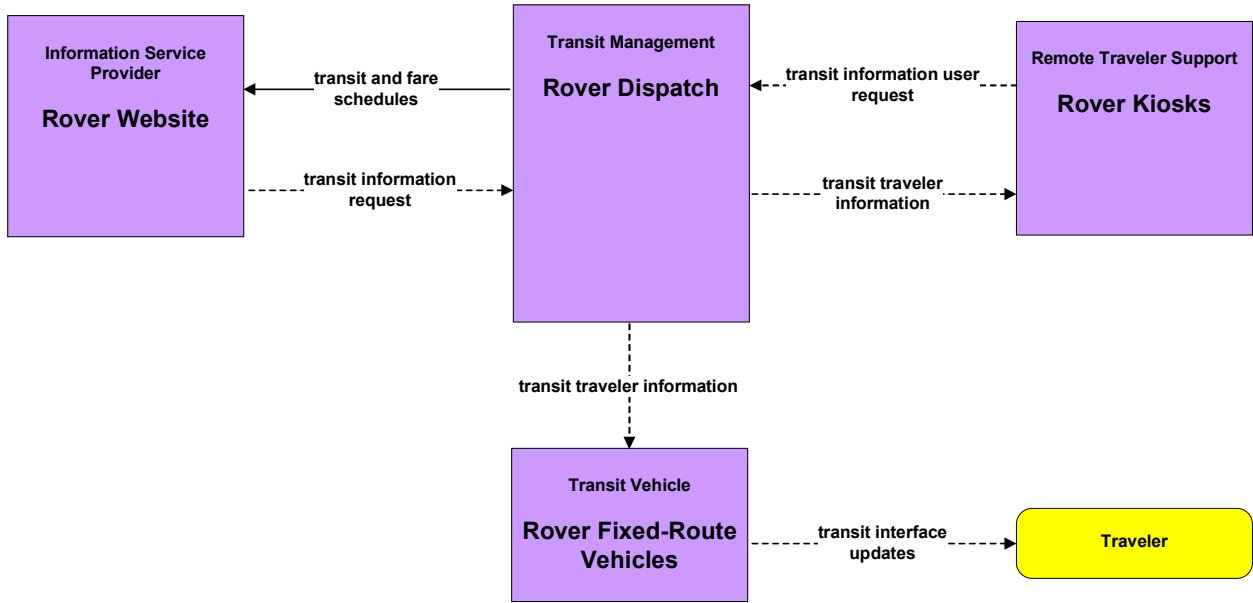 Information Service
Provider
Rover Website
transit and fare
schedules
transit information
request
Transit Management
Rover Dispatch
transit information user
request
transit traveler
information
Remote Traveler Support
Rover Kiosks
transit traveler information
Transit Vehicle
Rover Fixed-Route
Vehicles
transit interface
updates
Traveler